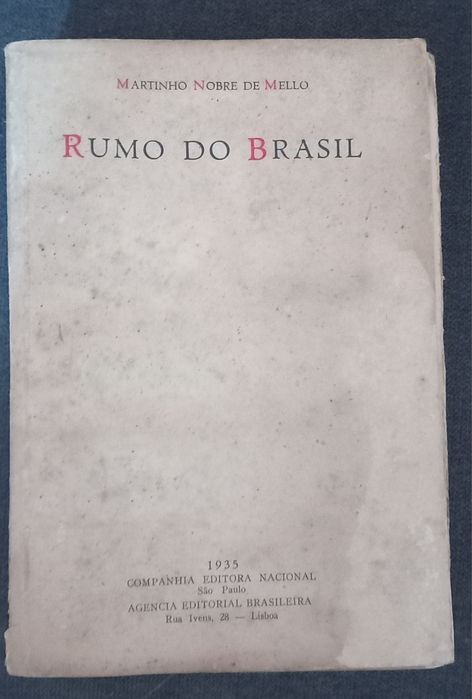 MARTINHO NOBRE DE MELLO
RUMO DO BRASIL
1935
COMPANHIA EDITORA NACIONAL
São Paulo
AGENCIA EDITORIAL BRASILEIRA
Rua Ivens, 28 — Lisboa